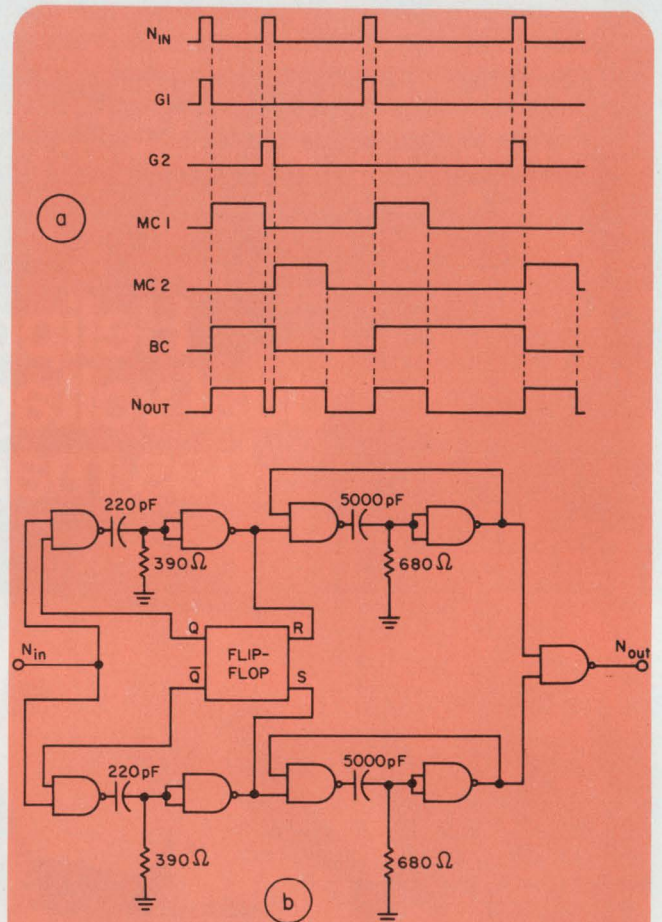 N_IN
G1
G2
a
MC 1
MC 2
BC
N_OUT
220 pF
5000 pF
390 Ω
680 Ω
Q R
N_in
FLIP-
FLOP
N_out
Q̅ S
220 pF
5000 pF
390 Ω
680 Ω
b